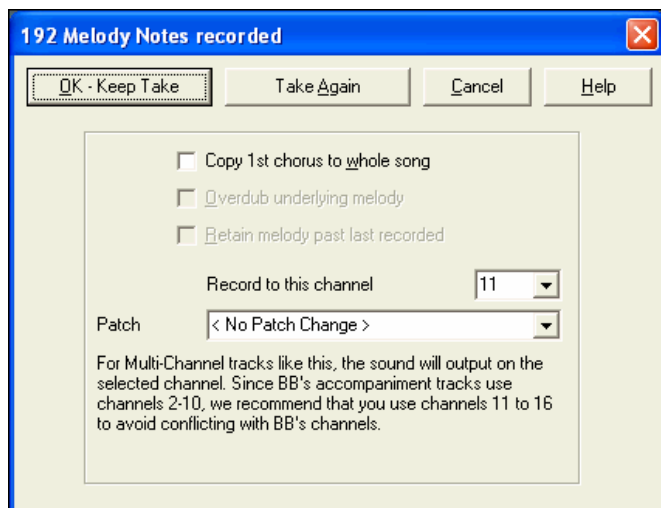 192 Melody Notes recorded
OK - Keep Take Take Again Cancel Help
Copy 1st chorus to whole song
Overdub underlying melody
Retain melody past last recorded
Record to this channel 11
Patch < No Patch Change >
For Multi-Channel tracks like this, the sound will output on the
selected channel. Since BB's accompaniment tracks use
channels 2-10, we recommend that you use channels 11 to 16
to avoid conflicting with BB's channels.